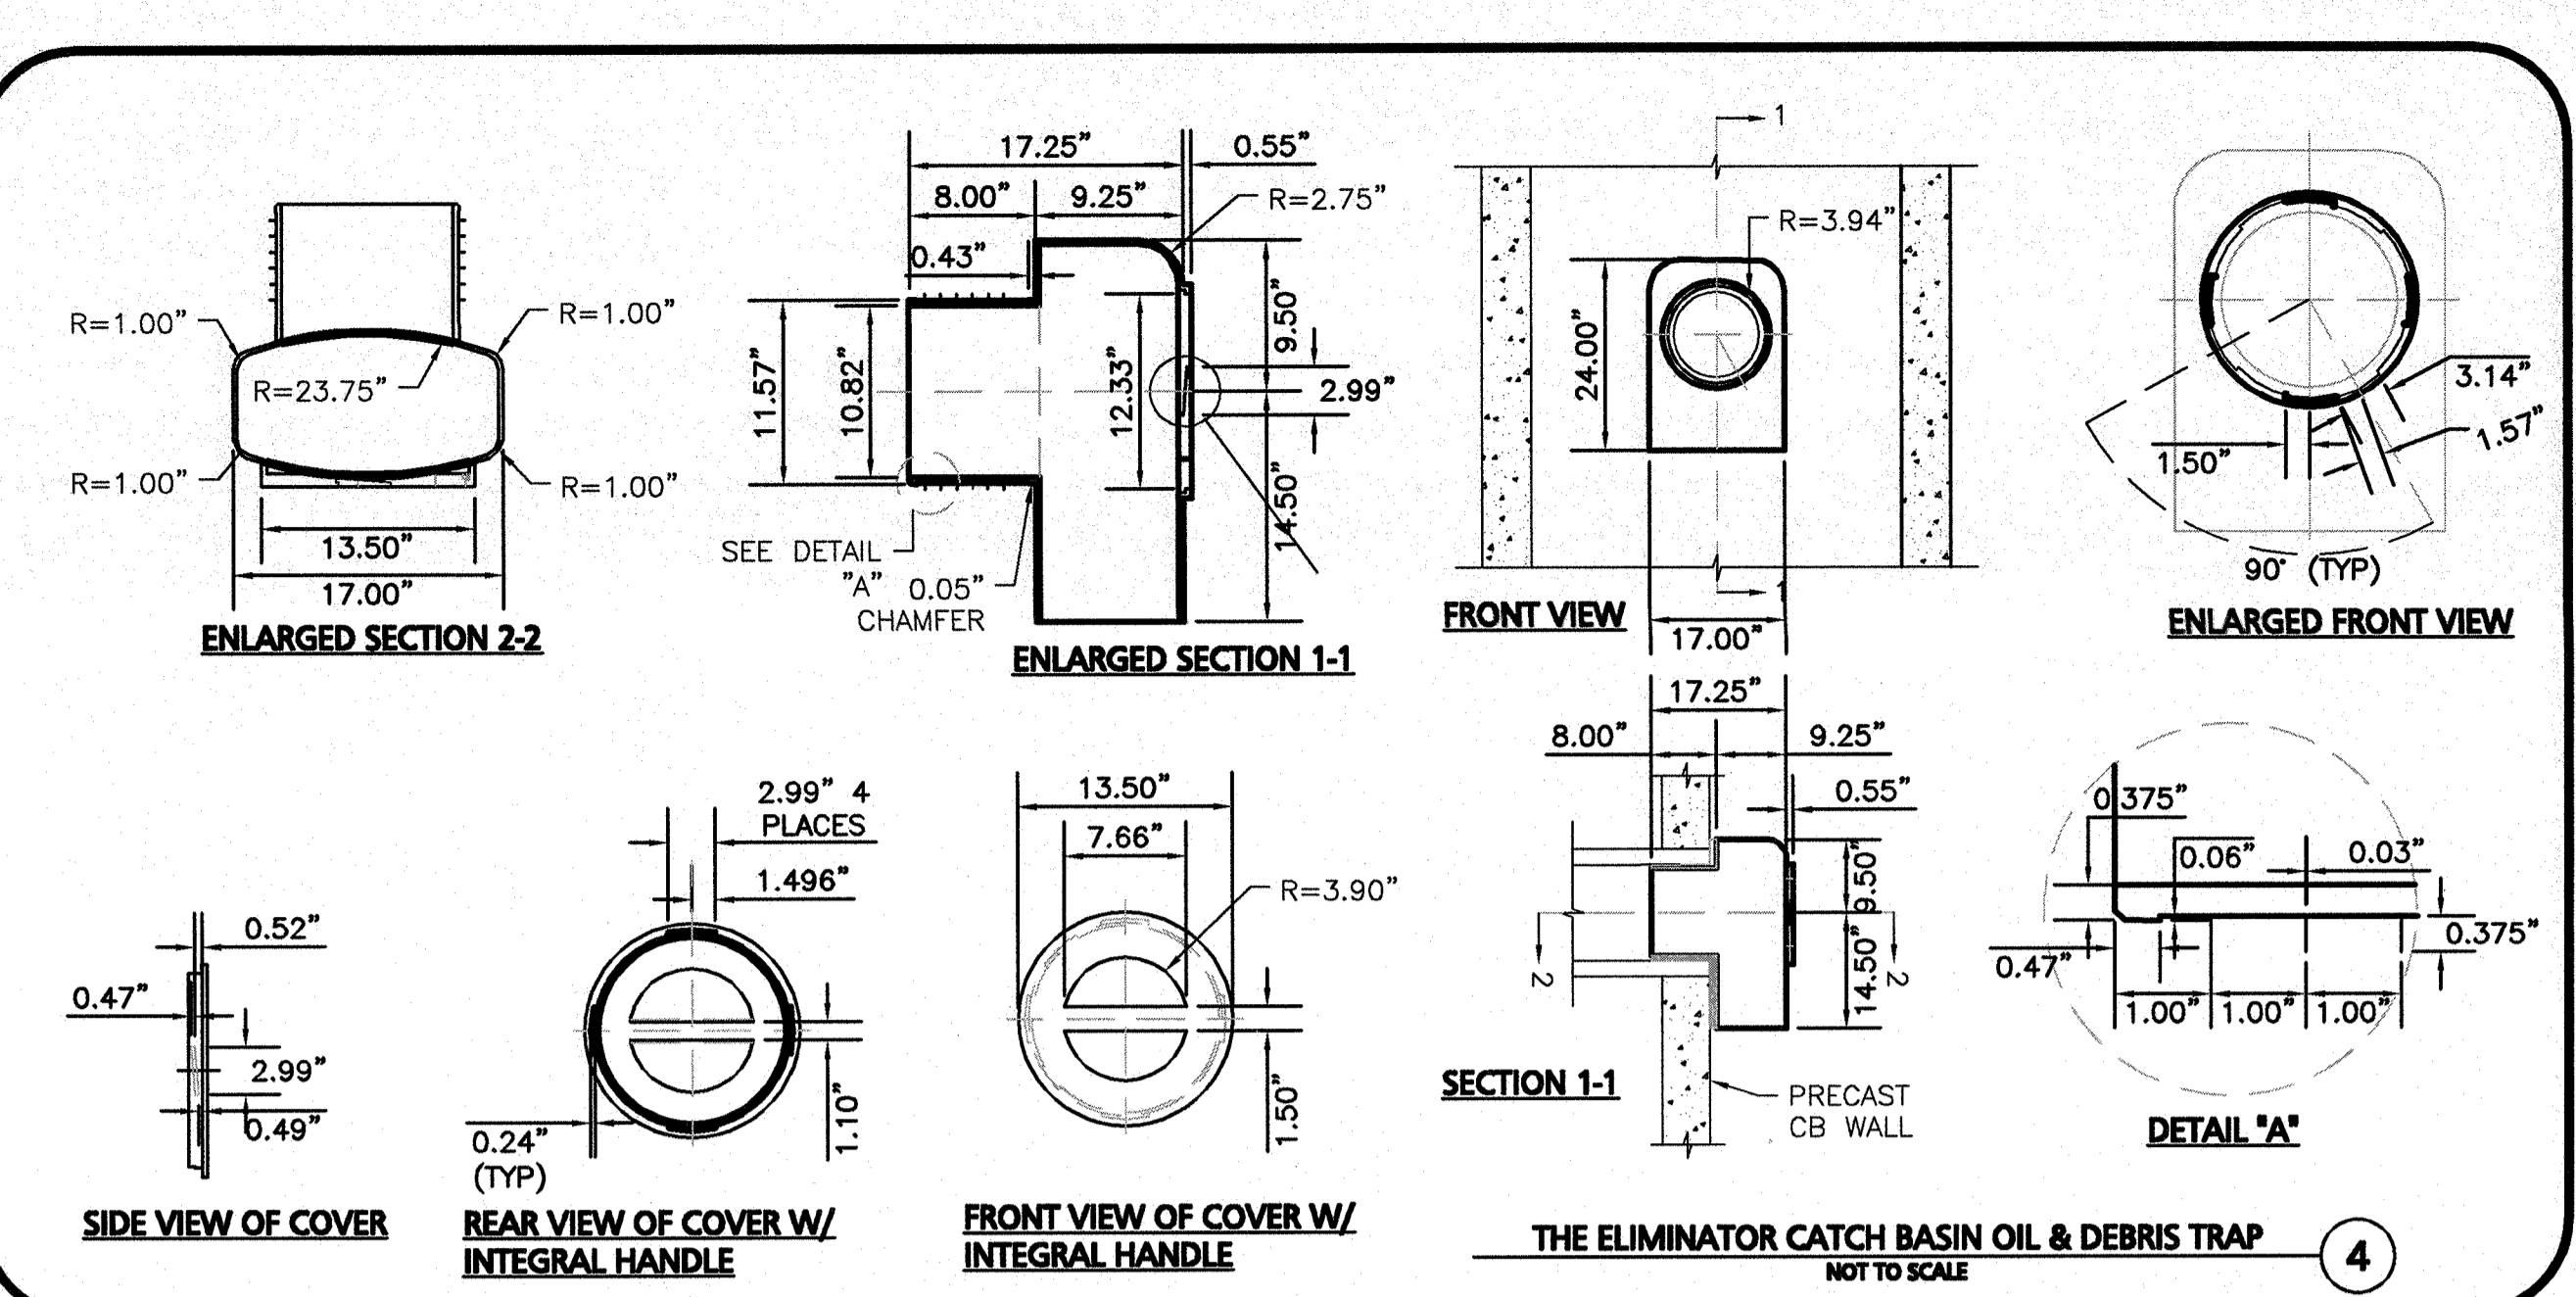 17.25"
0.55"
8.00"
9.25"
R=2.75"
0.43"
11.57"
10.82"
12.33"
9.50"
2.99"
14.50"
SEE DETAIL
"A"
0.05"
CHAMFER
ENLARGED SECTION 1-1
R=1.00"
R=1.00"
R=23.75"
R=1.00"
R=1.00"
13.50"
17.00"
ENLARGED SECTION 2-2
1
R=3.94"
24.00"
1
FRONT VIEW
17.00"
3.14"
1.57"
1.50"
90° (TYP)
ENLARGED FRONT VIEW
0.52"
0.47"
2.99"
0.49"
SIDE VIEW OF COVER
2.99" 4
PLACES
1.496"
1.10"
0.24"
(TYP)
REAR VIEW OF COVER W/
INTEGRAL HANDLE
13.50"
7.66"
R=3.90"
1.50"
FRONT VIEW OF COVER W/
INTEGRAL HANDLE
17.25"
8.00"
9.25"
0.55"
9.50"
14.50"
2
2
SECTION 1-1
PRECAST
CB WALL
0.375"
0.06"
0.03"
0.375"
0.47"
1.00"
1.00"
1.00"
DETAIL "A"
THE ELIMINATOR CATCH BASIN OIL & DEBRIS TRAP
NOT TO SCALE
4